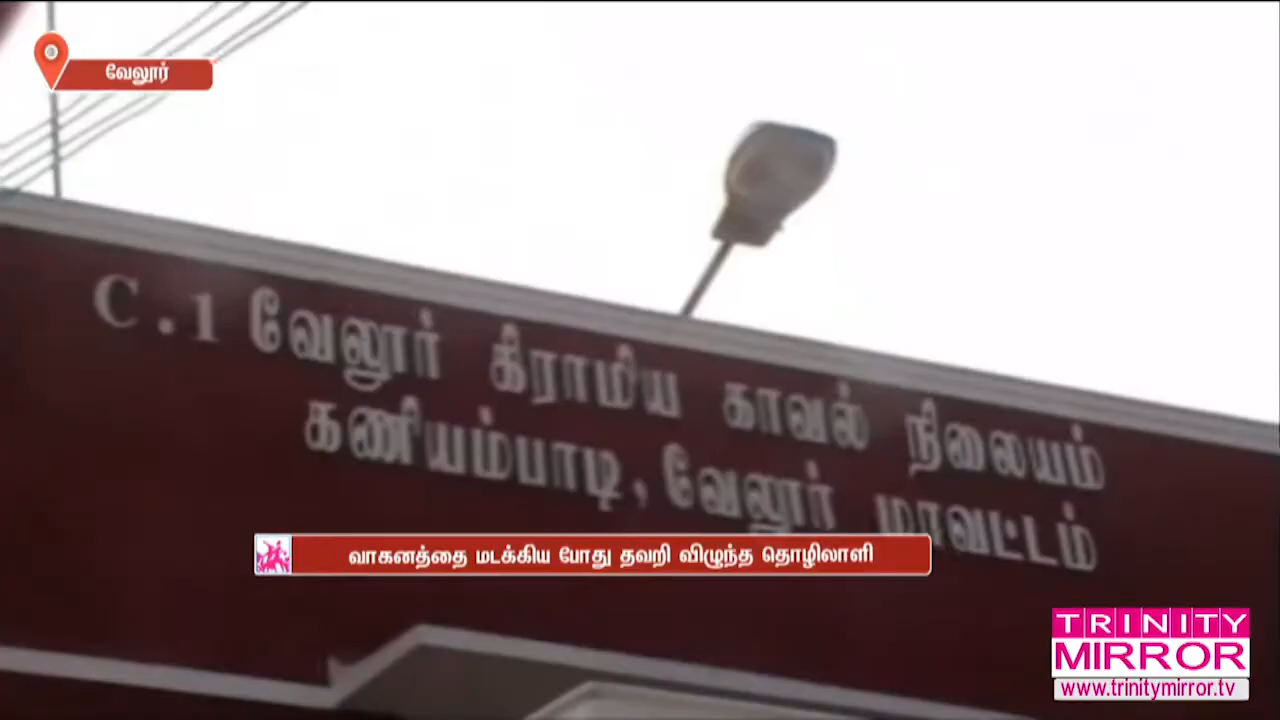 வேலூர்
C.1 வேலூர் கிராமிய காவல் நிலையம்
கணியம்பாடி, வேலூர் மாவட்டம்
வாகனத்தை மடக்கிய போது தவறி விழுந்த தொழிலாளி
TRINITY
MIRROR
www.trinitymirror.tv